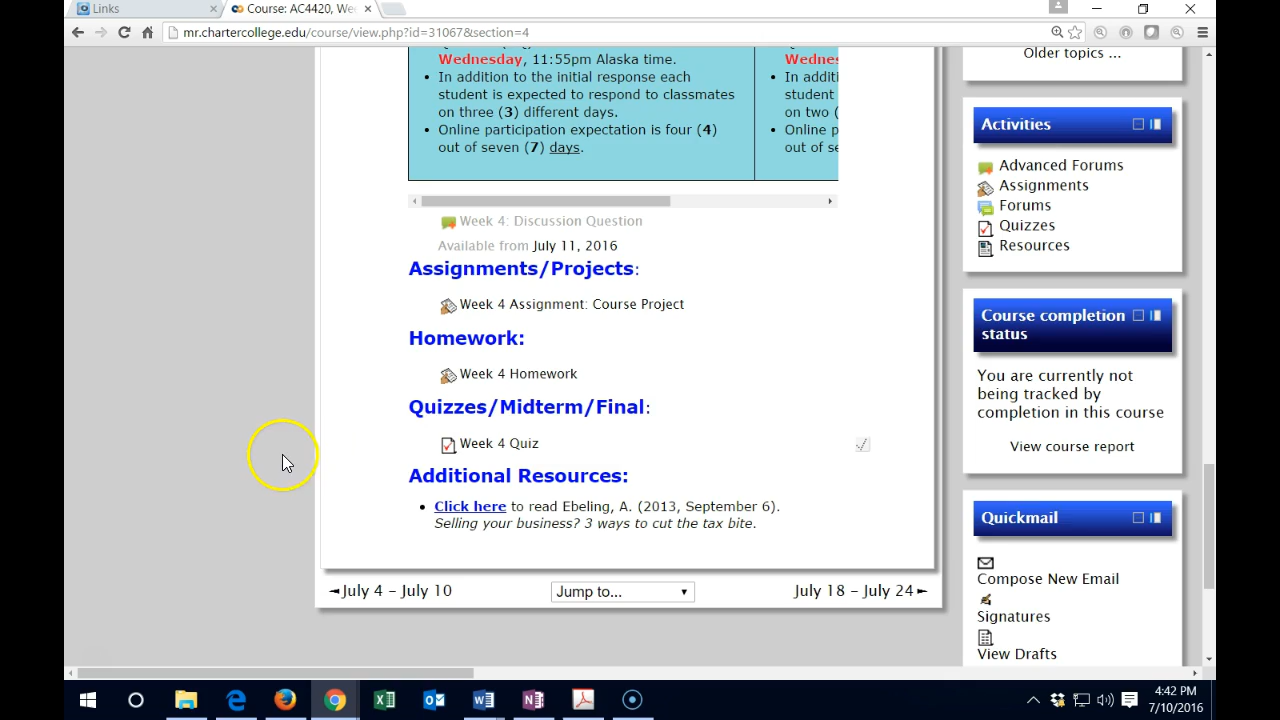 Links
Course: AC4420, We
mr.chartercollege.edu/course/view.php?id=31067&section=4
Wednesday, 11:55pm Alaska time.
In addition to the initial response each
student is expected to respond to classmates
on three (3) different days.
Online participation expectation is four (4)
out of seven (7) days.
Wednes
In additi
student
on two (
Online p
out of se
Week 4: Discussion Question
Available from July 11, 2016
Assignments/Projects:
Week 4 Assignment: Course Project
Homework:
Week 4 Homework
Quizzes/Midterm/Final:
Week 4 Quiz
Additional Resources:
Click here to read Ebeling, A. (2013, September 6).
Selling your business? 3 ways to cut the tax bite.
◄July 4 - July 10
Jump to...
July 18 - July 24►
Older topics ...
Activities
Advanced Forums
Assignments
Forums
Quizzes
Resources
Course completion
status
You are currently not
being tracked by
completion in this course
View course report
Quickmail
Compose New Email
Signatures
View Drafts
4:42 PM
7/10/2016